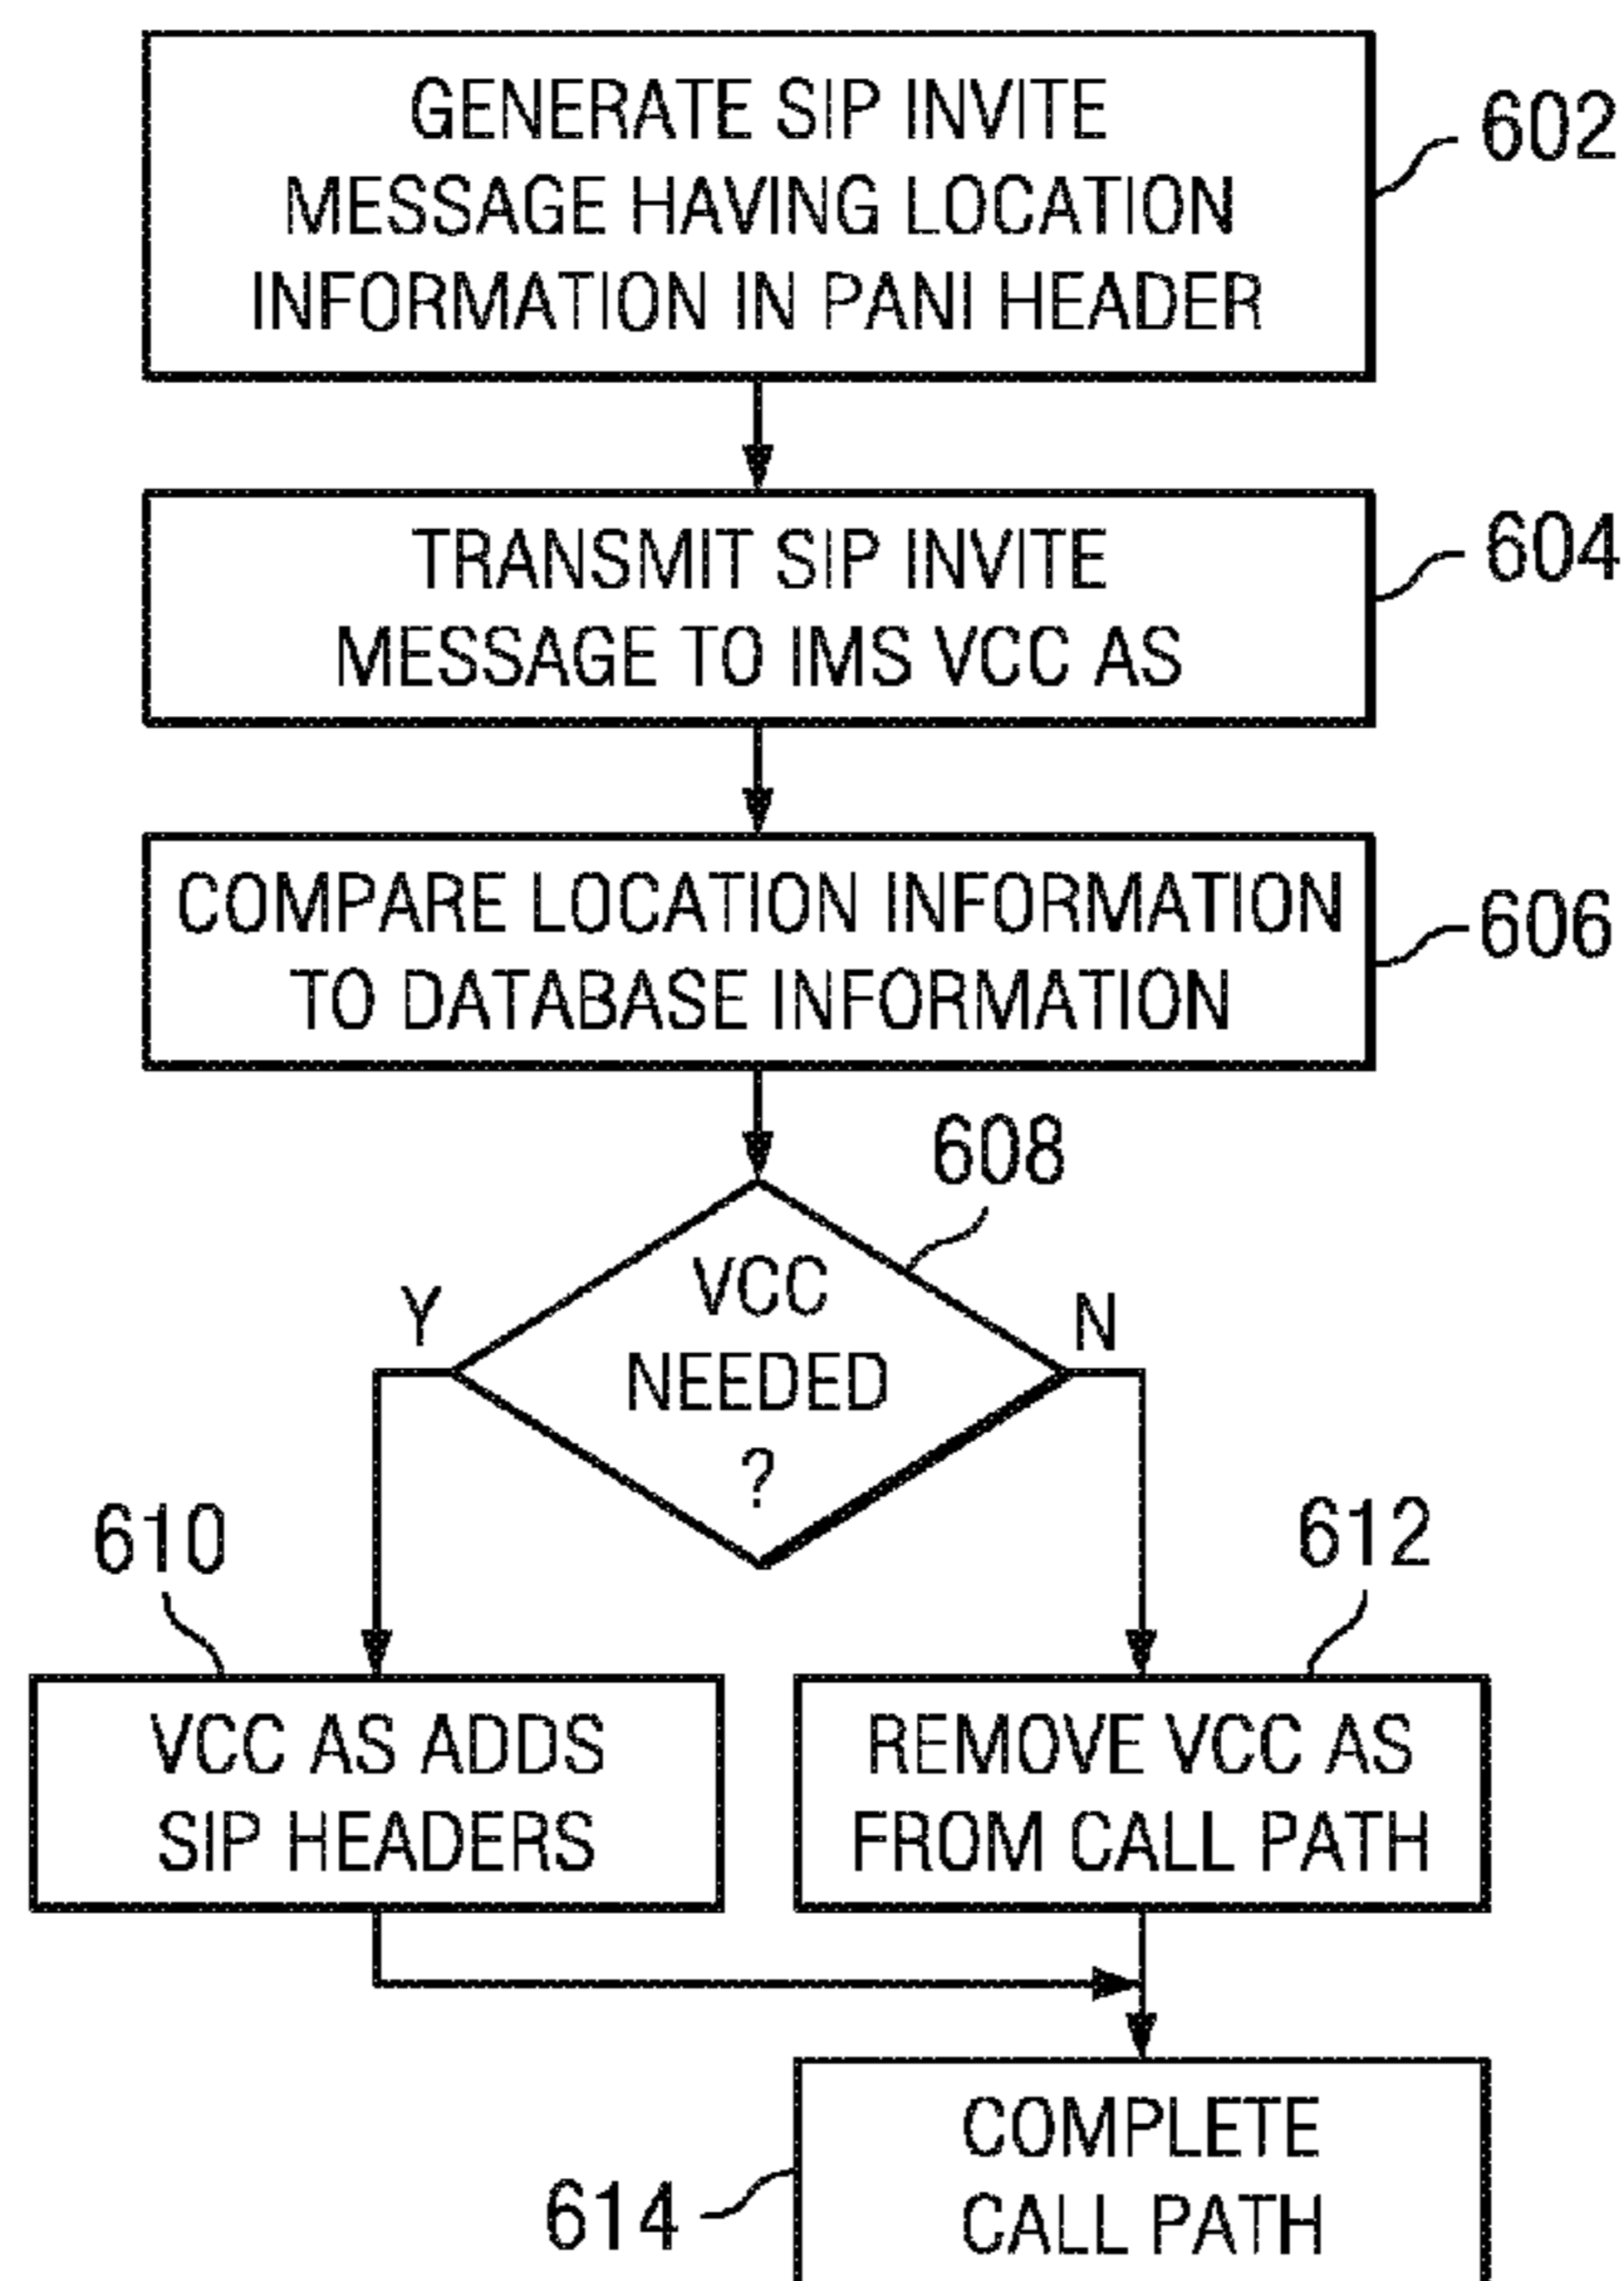 GENERATE SIP INVITE
MESSAGE HAVING LOCATION
INFORMATION IN PANI HEADER
602
TRANSMIT SIP INVITE
MESSAGE TO IMS VCC AS
604
COMPARE LOCATION INFORMATION
TO DATABASE INFORMATION
606
608
VCC
NEEDED
?
Y
N
610
612
VCC AS ADDS
SIP HEADERS
REMOVE VCC AS
FROM CALL PATH
COMPLETE
CALL PATH
614